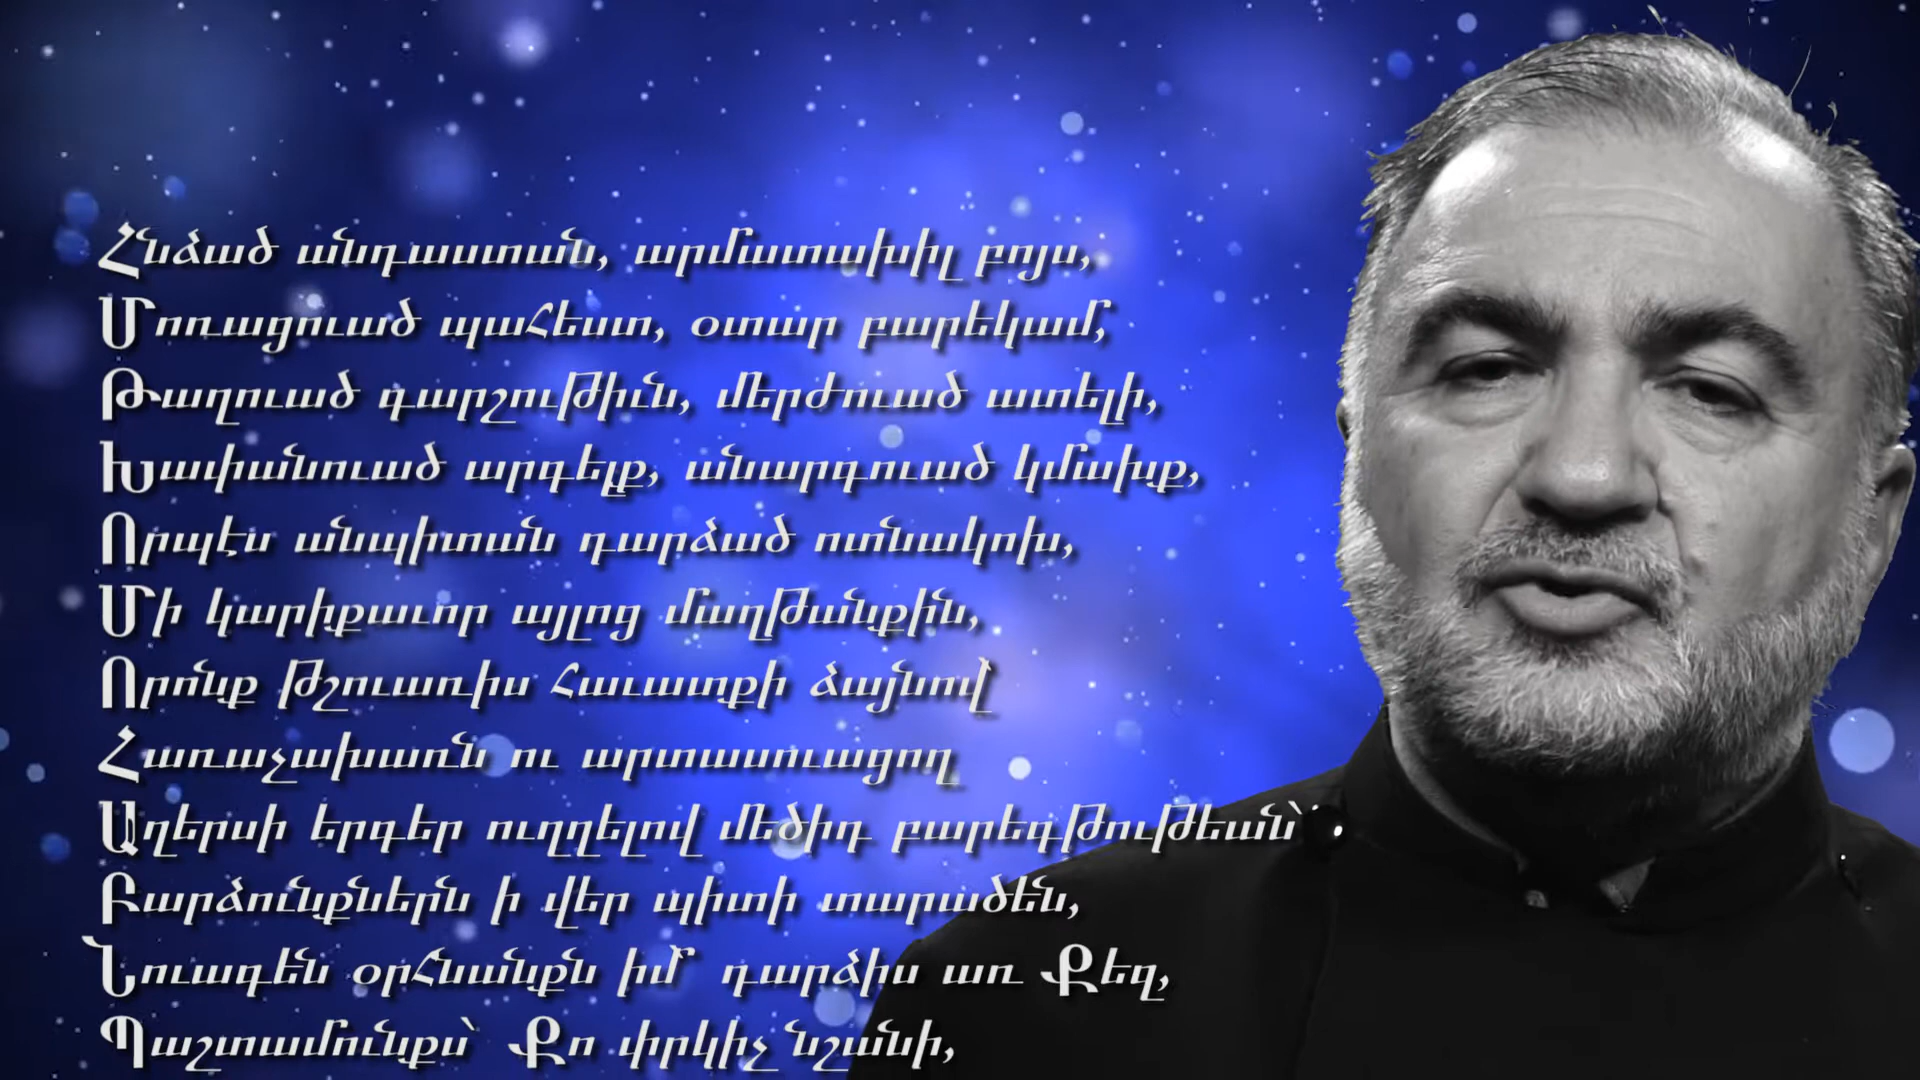 Հնձած անդաստան, արմատախիլ բոյս,
Մոռացուած պահեստ, օտար բարեկամ,
Թաղուած գարշութիւն, մերժուած ատելի,
Խափանուած արգելք, անարգուած կմախք,
Որպէս անպիտան դարձած ոտնակոխ,
Մի կարիքաւոր այլոց մաղթանքին,
Որոնք թշուառիս հաւատքի ձայնով
Հառաչախառն ու արտասուացող
Աղերսի երգեր ուղղելով մեծիդ բարեգթութեան՝
Բարձունքներն ի վեր պիտի տարածեն,
Նուագեն օրհնանքն իմ՝ դարձիս առ Քեզ,
Պաշտամունքս՝ Քո փրկիչ նշանի,